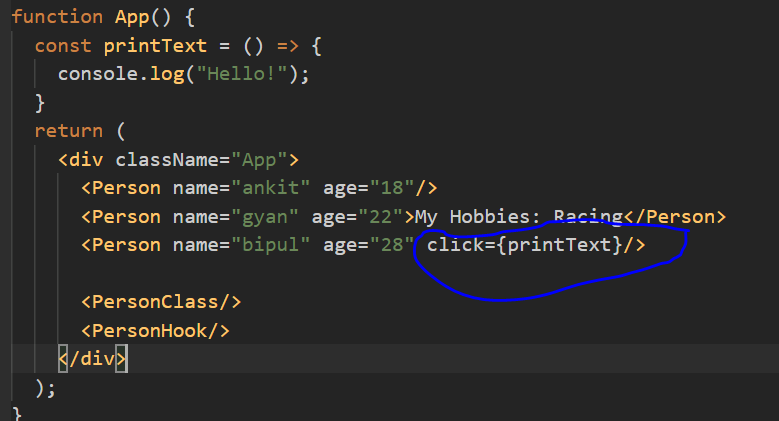 function App() {
const printText = () => {
console.log("Hello!");
}
return (
<div className="App">
<Person name="ankit" age="18"/>
<Person name="gyan" age="22">My Hobbies: Racing</Person>
<Person name="bipul" age="28" click={printText}/>
<PersonClass/>
<PersonHook/>
</div>
);
}